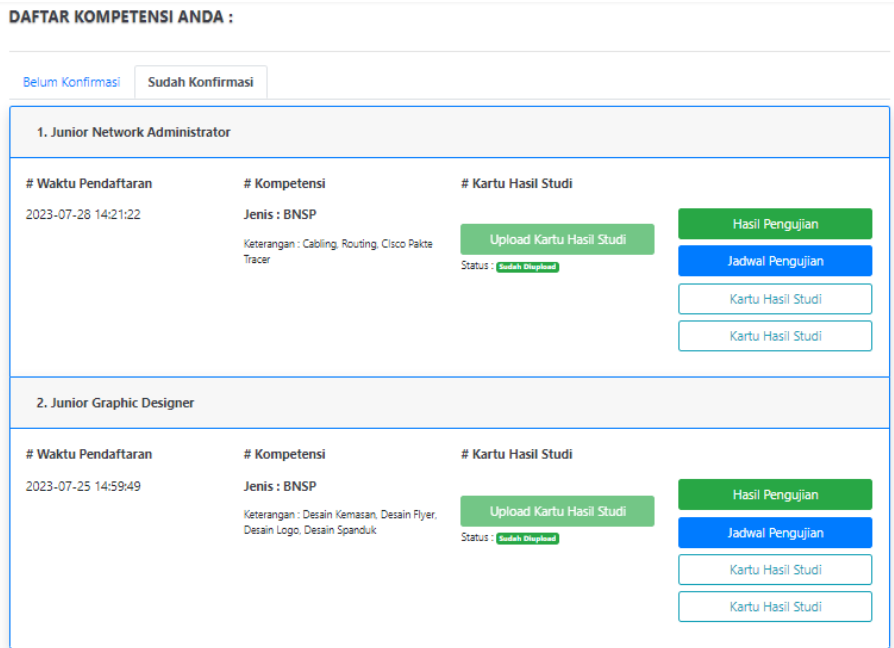 DAFTAR KOMPETENSI ANDA :
Belum Konfirmasi
Sudah Konfirmasi
1. Junior Network Administrator
# Waktu Pendaftaran
# Kompetensi
# Kartu Hasil Studi
2023-07-28 14:21:22
Jenis : BNSP
Keterangan : Cabling, Routing, CIsco Pakte
Tracer
Upload Kartu Hasil Studi
Status : Sudah Diupload
Hasil Pengujian
Jadwal Pengujian
Kartu Hasil Studi
Kartu Hasil Studi
2. Junior Graphic Designer
# Waktu Pendaftaran
# Kompetensi
# Kartu Hasil Studi
2023-07-25 14:59:49
Jenis : BNSP
Keterangan : Desain Kemasan, Desain Flyer,
Desain Logo, Desain Spanduk
Upload Kartu Hasil Studi
Status : Sudah Diupload
Hasil Pengujian
Jadwal Pengujian
Kartu Hasil Studi
Kartu Hasil Studi